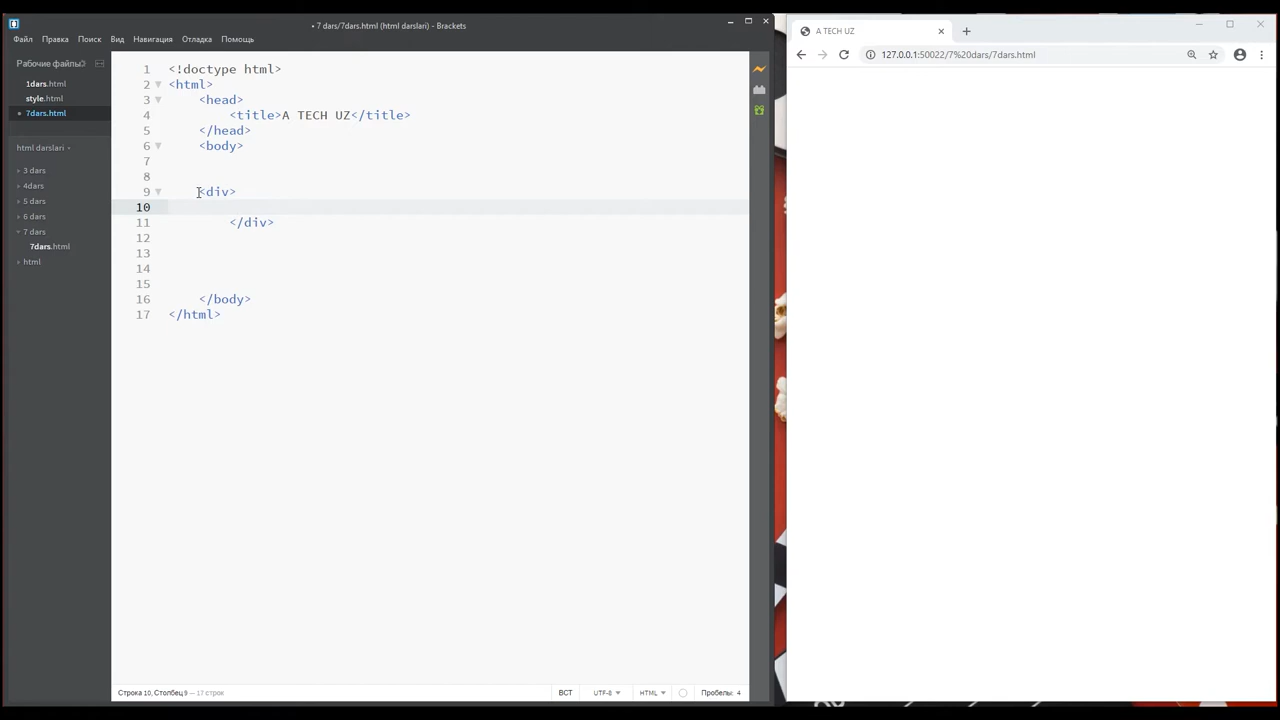 • 7 dars/7dars.html (html darslari) - Brackets
Файл Правка Поиск Вид Навигация Отладка Помощь
Рабочие файлы
1dars.html
style.html
• 7dars.html
html darslari
3 dars
4dars
5 dars
6 dars
7 dars
7dars.html
html
1 <!doctype html>
2 <html>
3 <head>
4 <title>A TECH UZ</title>
5 </head>
6 <body>
7
8
9 <div>
10
11 </div>
12
13
14
15
16 </body>
17 </html>
Строка 10, Столбец 9 — 17 строк
ВСТ UTF-8 HTML Пробелы: 4
A TECH UZ
127.0.0.1:50022/7%20dars/7dars.html